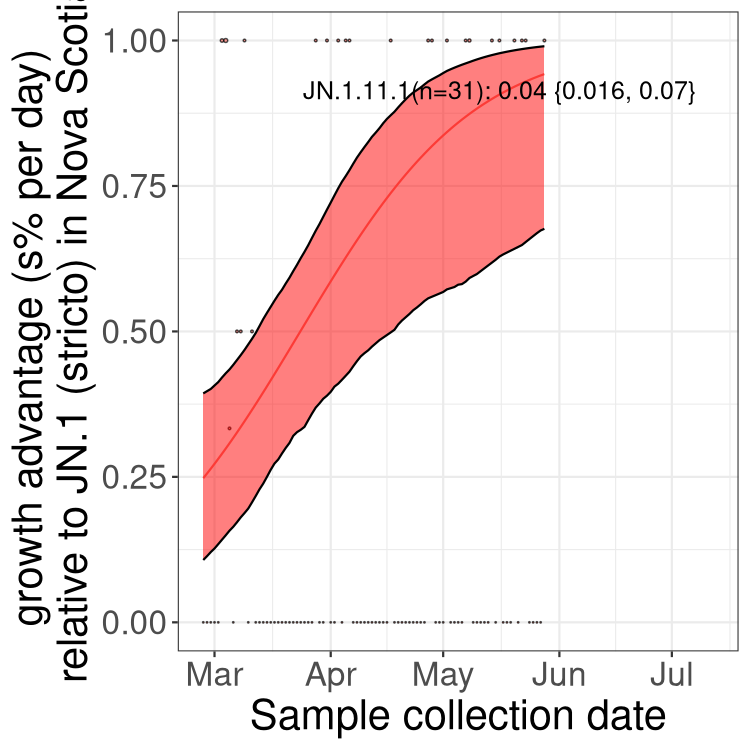 growth advantage (s% per day)
relative to JN.1 (stricto) in Nova Scotia
1.00
0.75
0.50
0.25
0.00
JN.1.11.1(n=31): 0.04 {0.016, 0.07}
Mar Apr May Jun Jul
Sample collection date